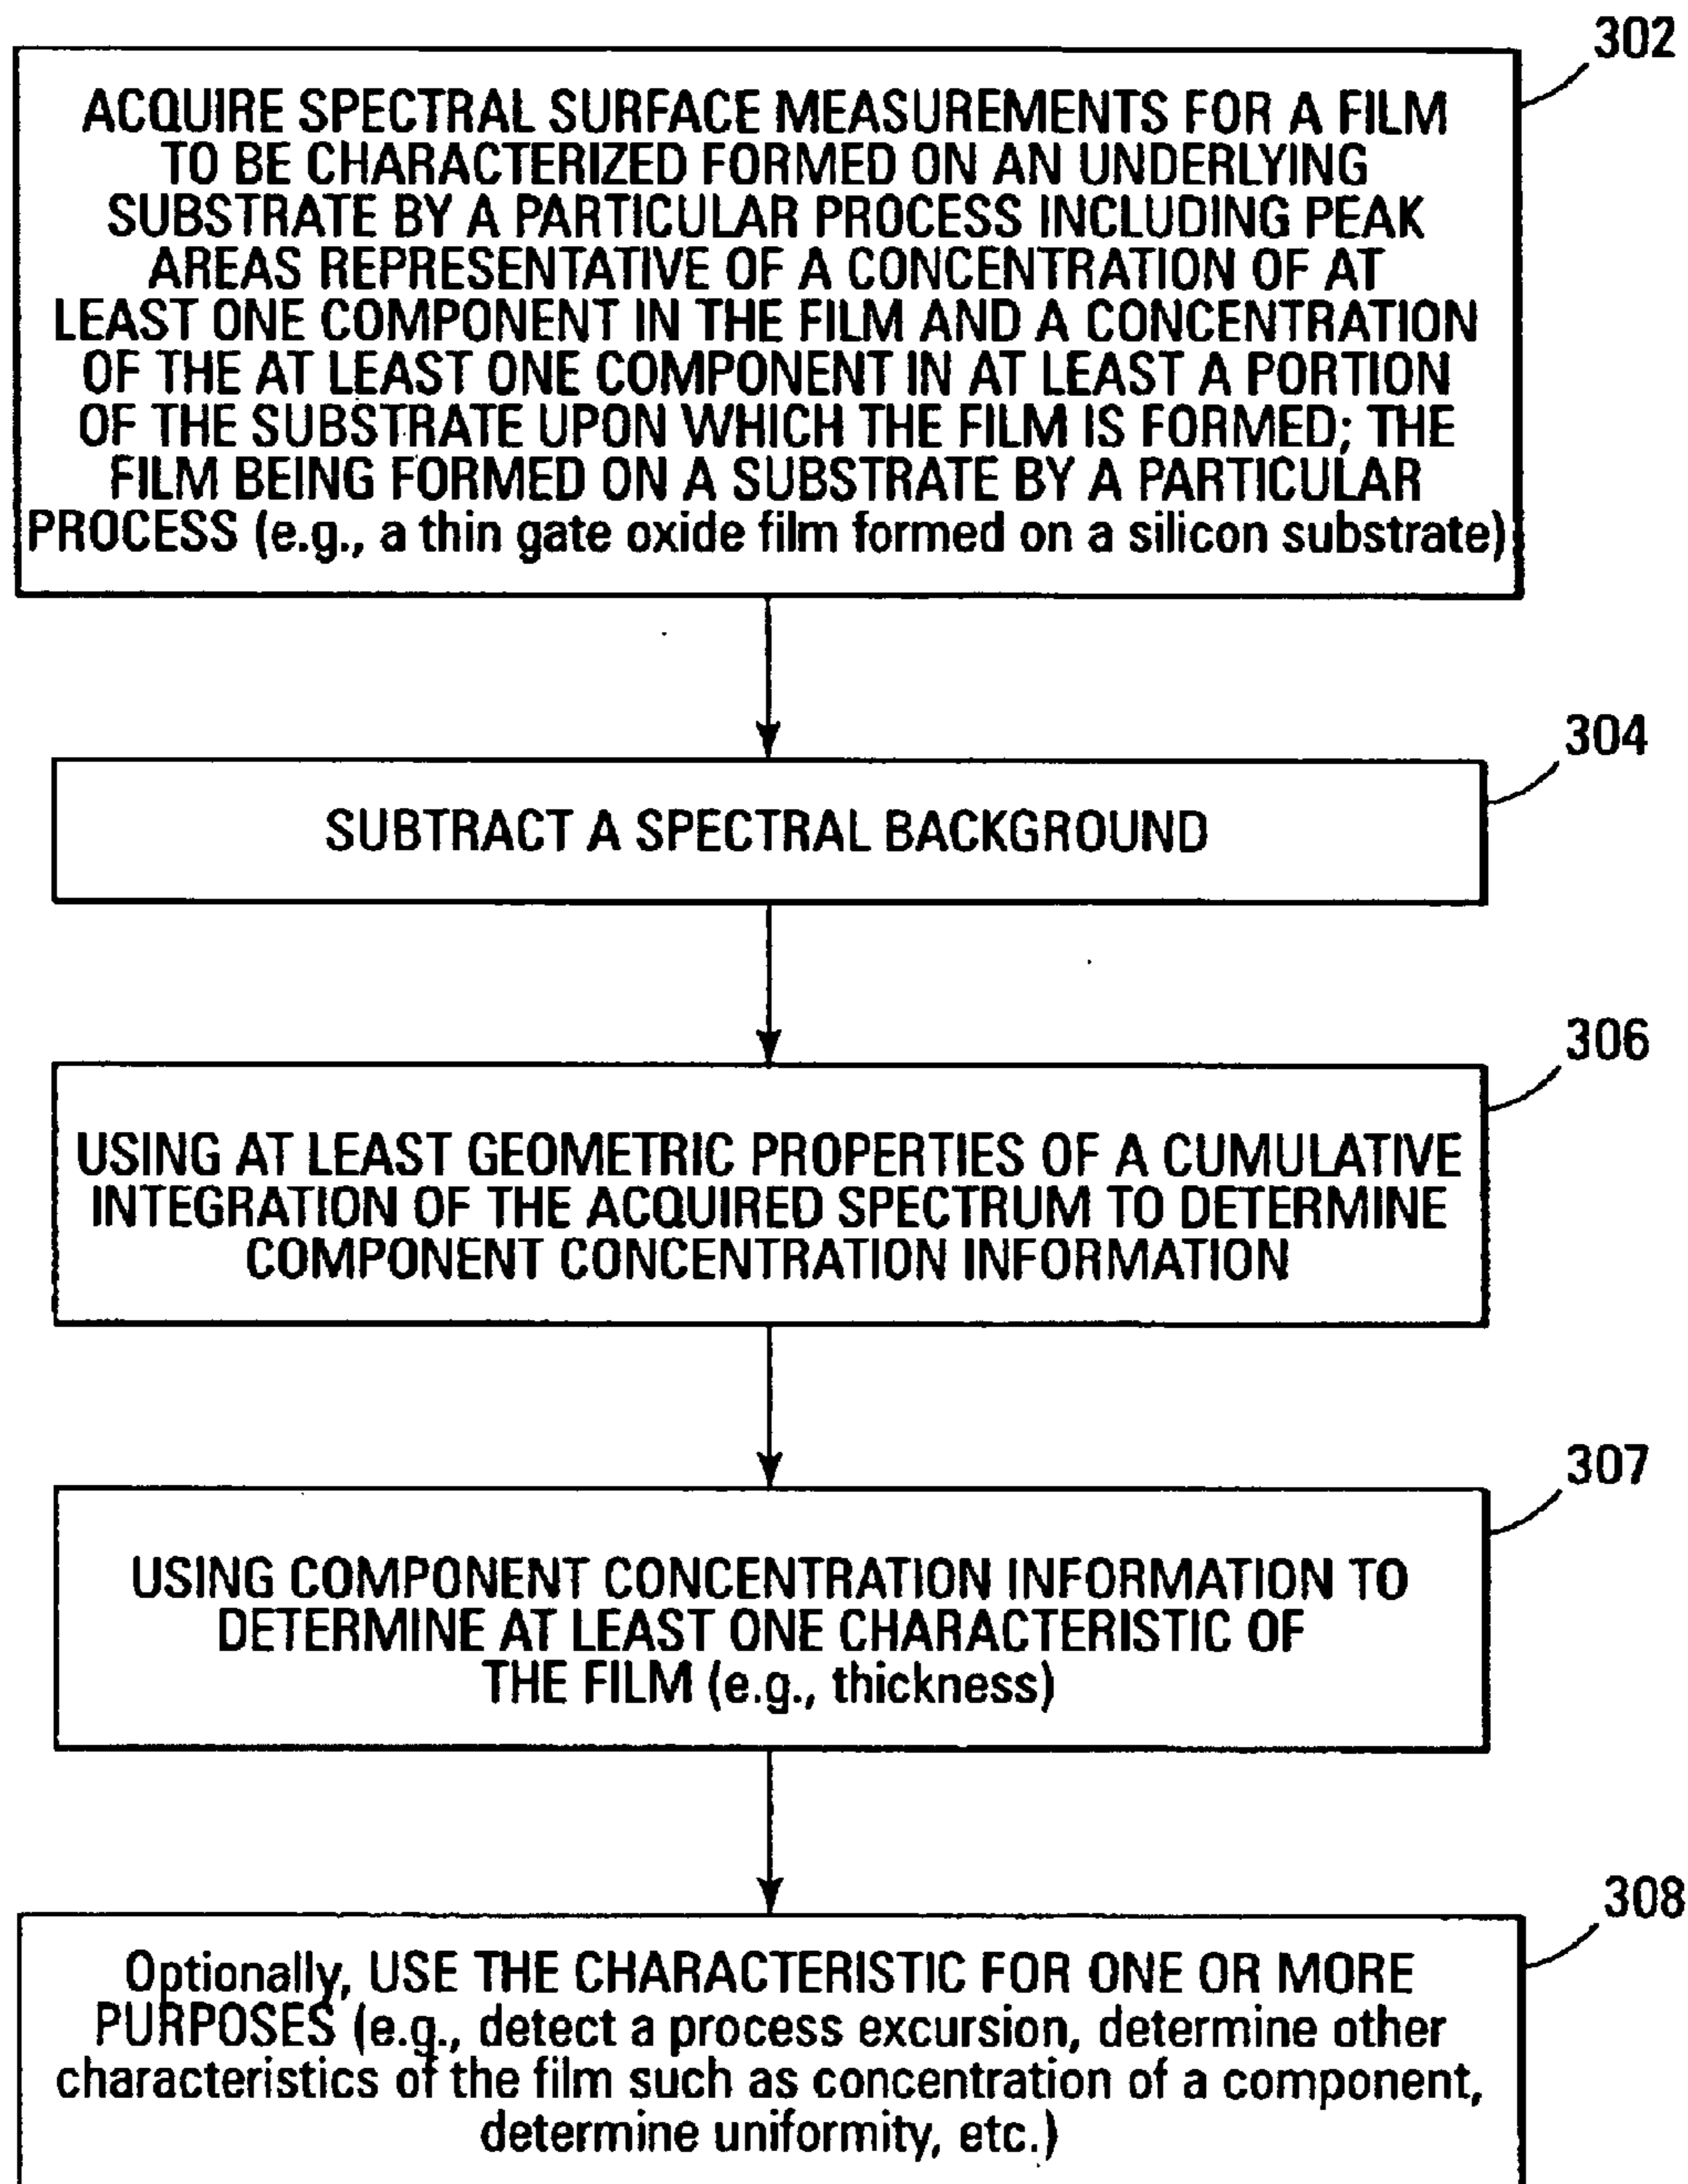 302
ACQUIRE SPECTRAL SURFACE MEASUREMENTS FOR A FILM
TO BE CHARACTERIZED FORMED ON AN UNDERLYING
SUBSTRATE BY A PARTICULAR PROCESS INCLUDING PEAK
AREAS REPRESENTATIVE OF A CONCENTRATION OF AT
LEAST ONE COMPONENT IN THE FILM AND A CONCENTRATION
OF THE AT LEAST ONE COMPONENT IN AT LEAST A PORTION
OF THE SUBSTRATE UPON WHICH THE FILM IS FORMED; THE
FILM BEING FORMED ON A SUBSTRATE BY A PARTICULAR
PROCESS (e.g., a thin gate oxide film formed on a silicon substrate)
304
SUBTRACT A SPECTRAL BACKGROUND
306
USING AT LEAST GEOMETRIC PROPERTIES OF A CUMULATIVE
INTEGRATION OF THE ACQUIRED SPECTRUM TO DETERMINE
COMPONENT CONCENTRATION INFORMATION
307
USING COMPONENT CONCENTRATION INFORMATION TO
DETERMINE AT LEAST ONE CHARACTERISTIC OF
THE FILM (e.g., thickness)
308
Optionally, USE THE CHARACTERISTIC FOR ONE OR MORE
PURPOSES (e.g., detect a process excursion, determine other
characteristics of the film such as concentration of a component,
determine uniformity, etc.)